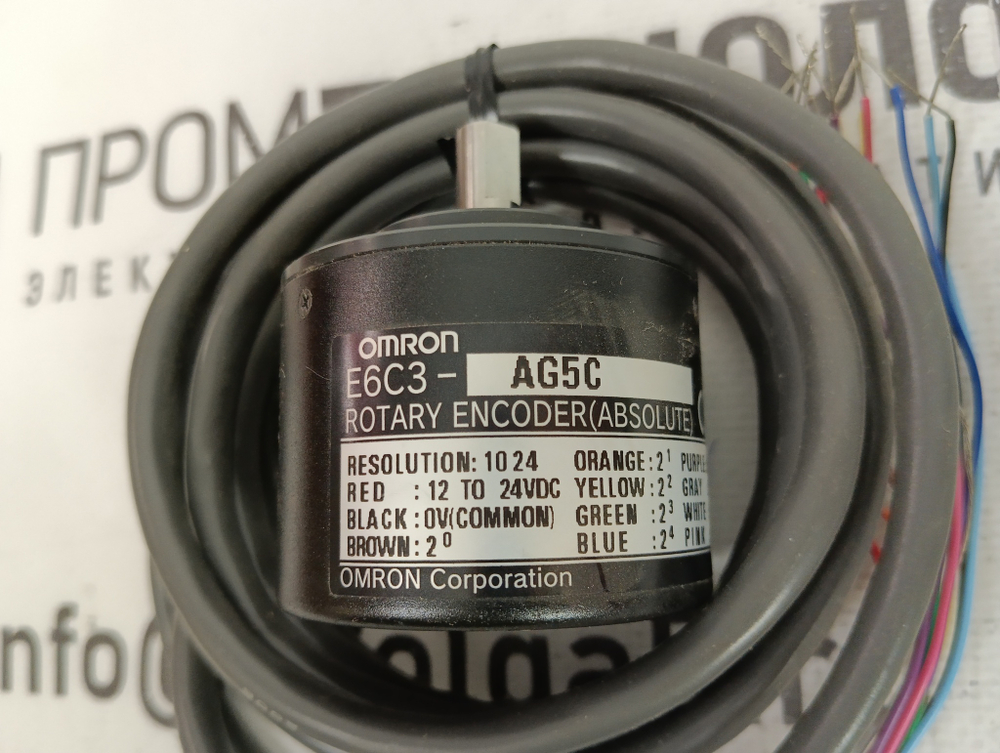 ПРОМ
ЭЛЕК
OMRON
E6C3- AG5C
ROTARY ENCODER(ABSOLUTE)
RESOLUTION: 1024 ORANGE:2¹ PURPLE
RED : 12 TO 24VDC YELLOW:2² GRAY
BLACK:0V(COMMON) GREEN :2³ WHITE
BROWN:2⁰ BLUE :2⁴ PINK
OMRON Corporation